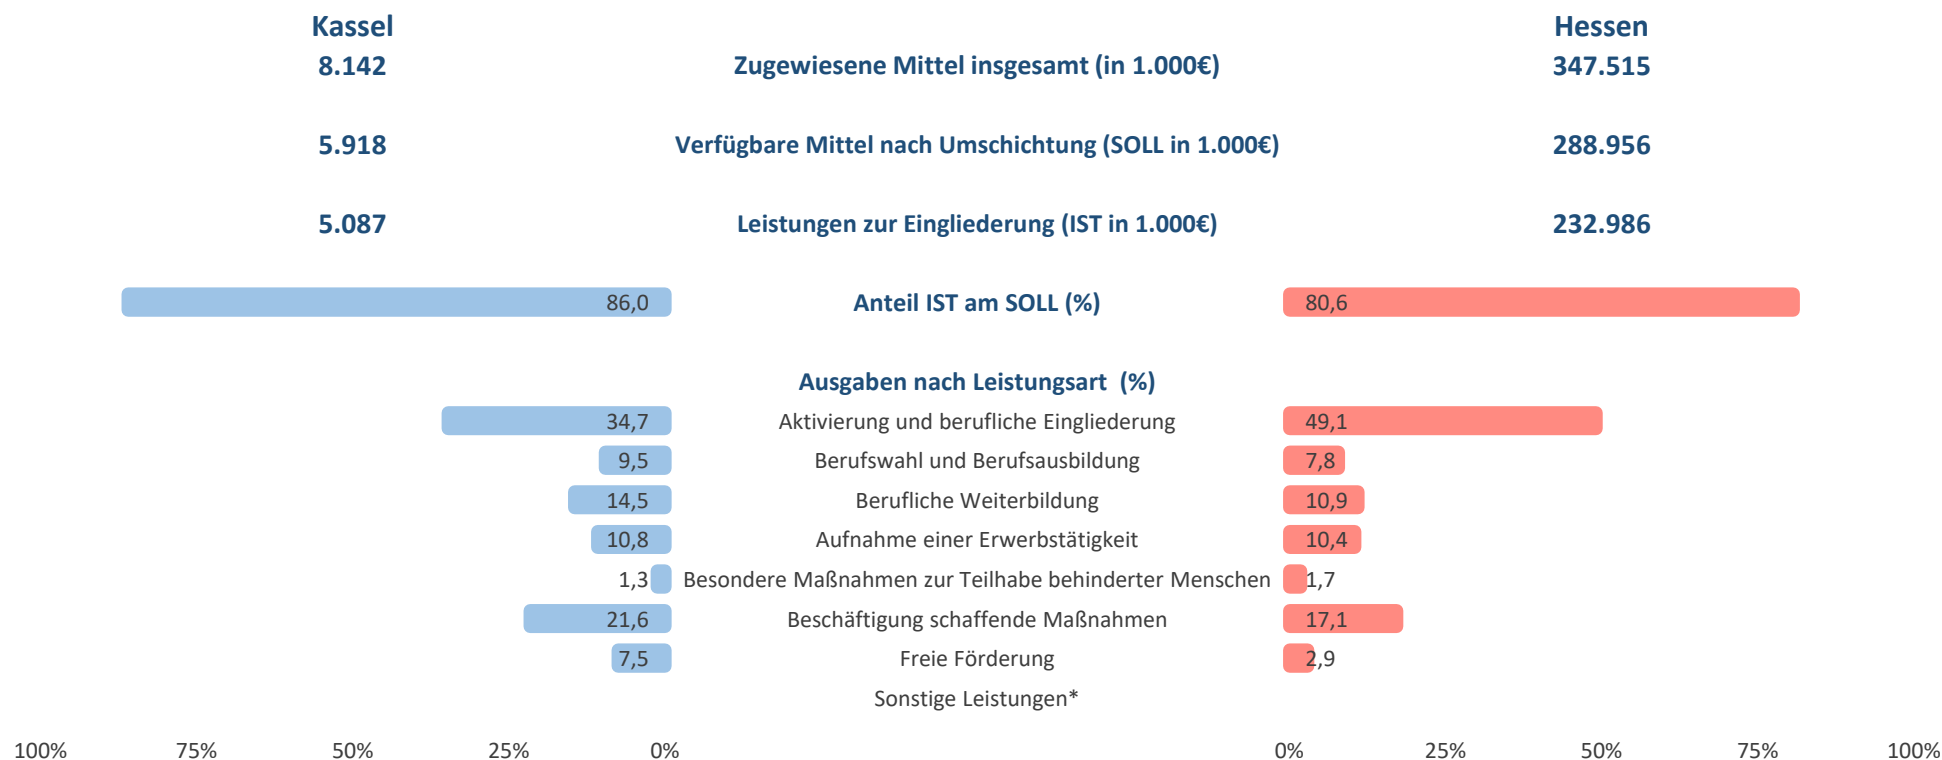 Kassel Hessen
8.142 Zugewiesene Mittel insgesamt (in 1.000€) 347.515
5.918 Verfügbare Mittel nach Umschichtung (SOLL in 1.000€) 288.956
5.087 Leistungen zur Eingliederung (IST in 1.000€) 232.986
86,0 Anteil IST am SOLL (%) 80,6
Ausgaben nach Leistungsart (%)
34,7 Aktivierung und berufliche Eingliederung 49,1
9,5 Berufswahl und Berufsausbildung 7,8
14,5 Berufliche Weiterbildung 10,9
10,8 Aufnahme einer Erwerbstätigkeit 10,4
1,3 Besondere Maßnahmen zur Teilhabe behinderter Menschen 1,7
21,6 Beschäftigung schaffende Maßnahmen 17,1
7,5 Freie Förderung 2,9
Sonstige Leistungen*
100% 75% 50% 25% 0% 0% 25% 50% 75% 100%